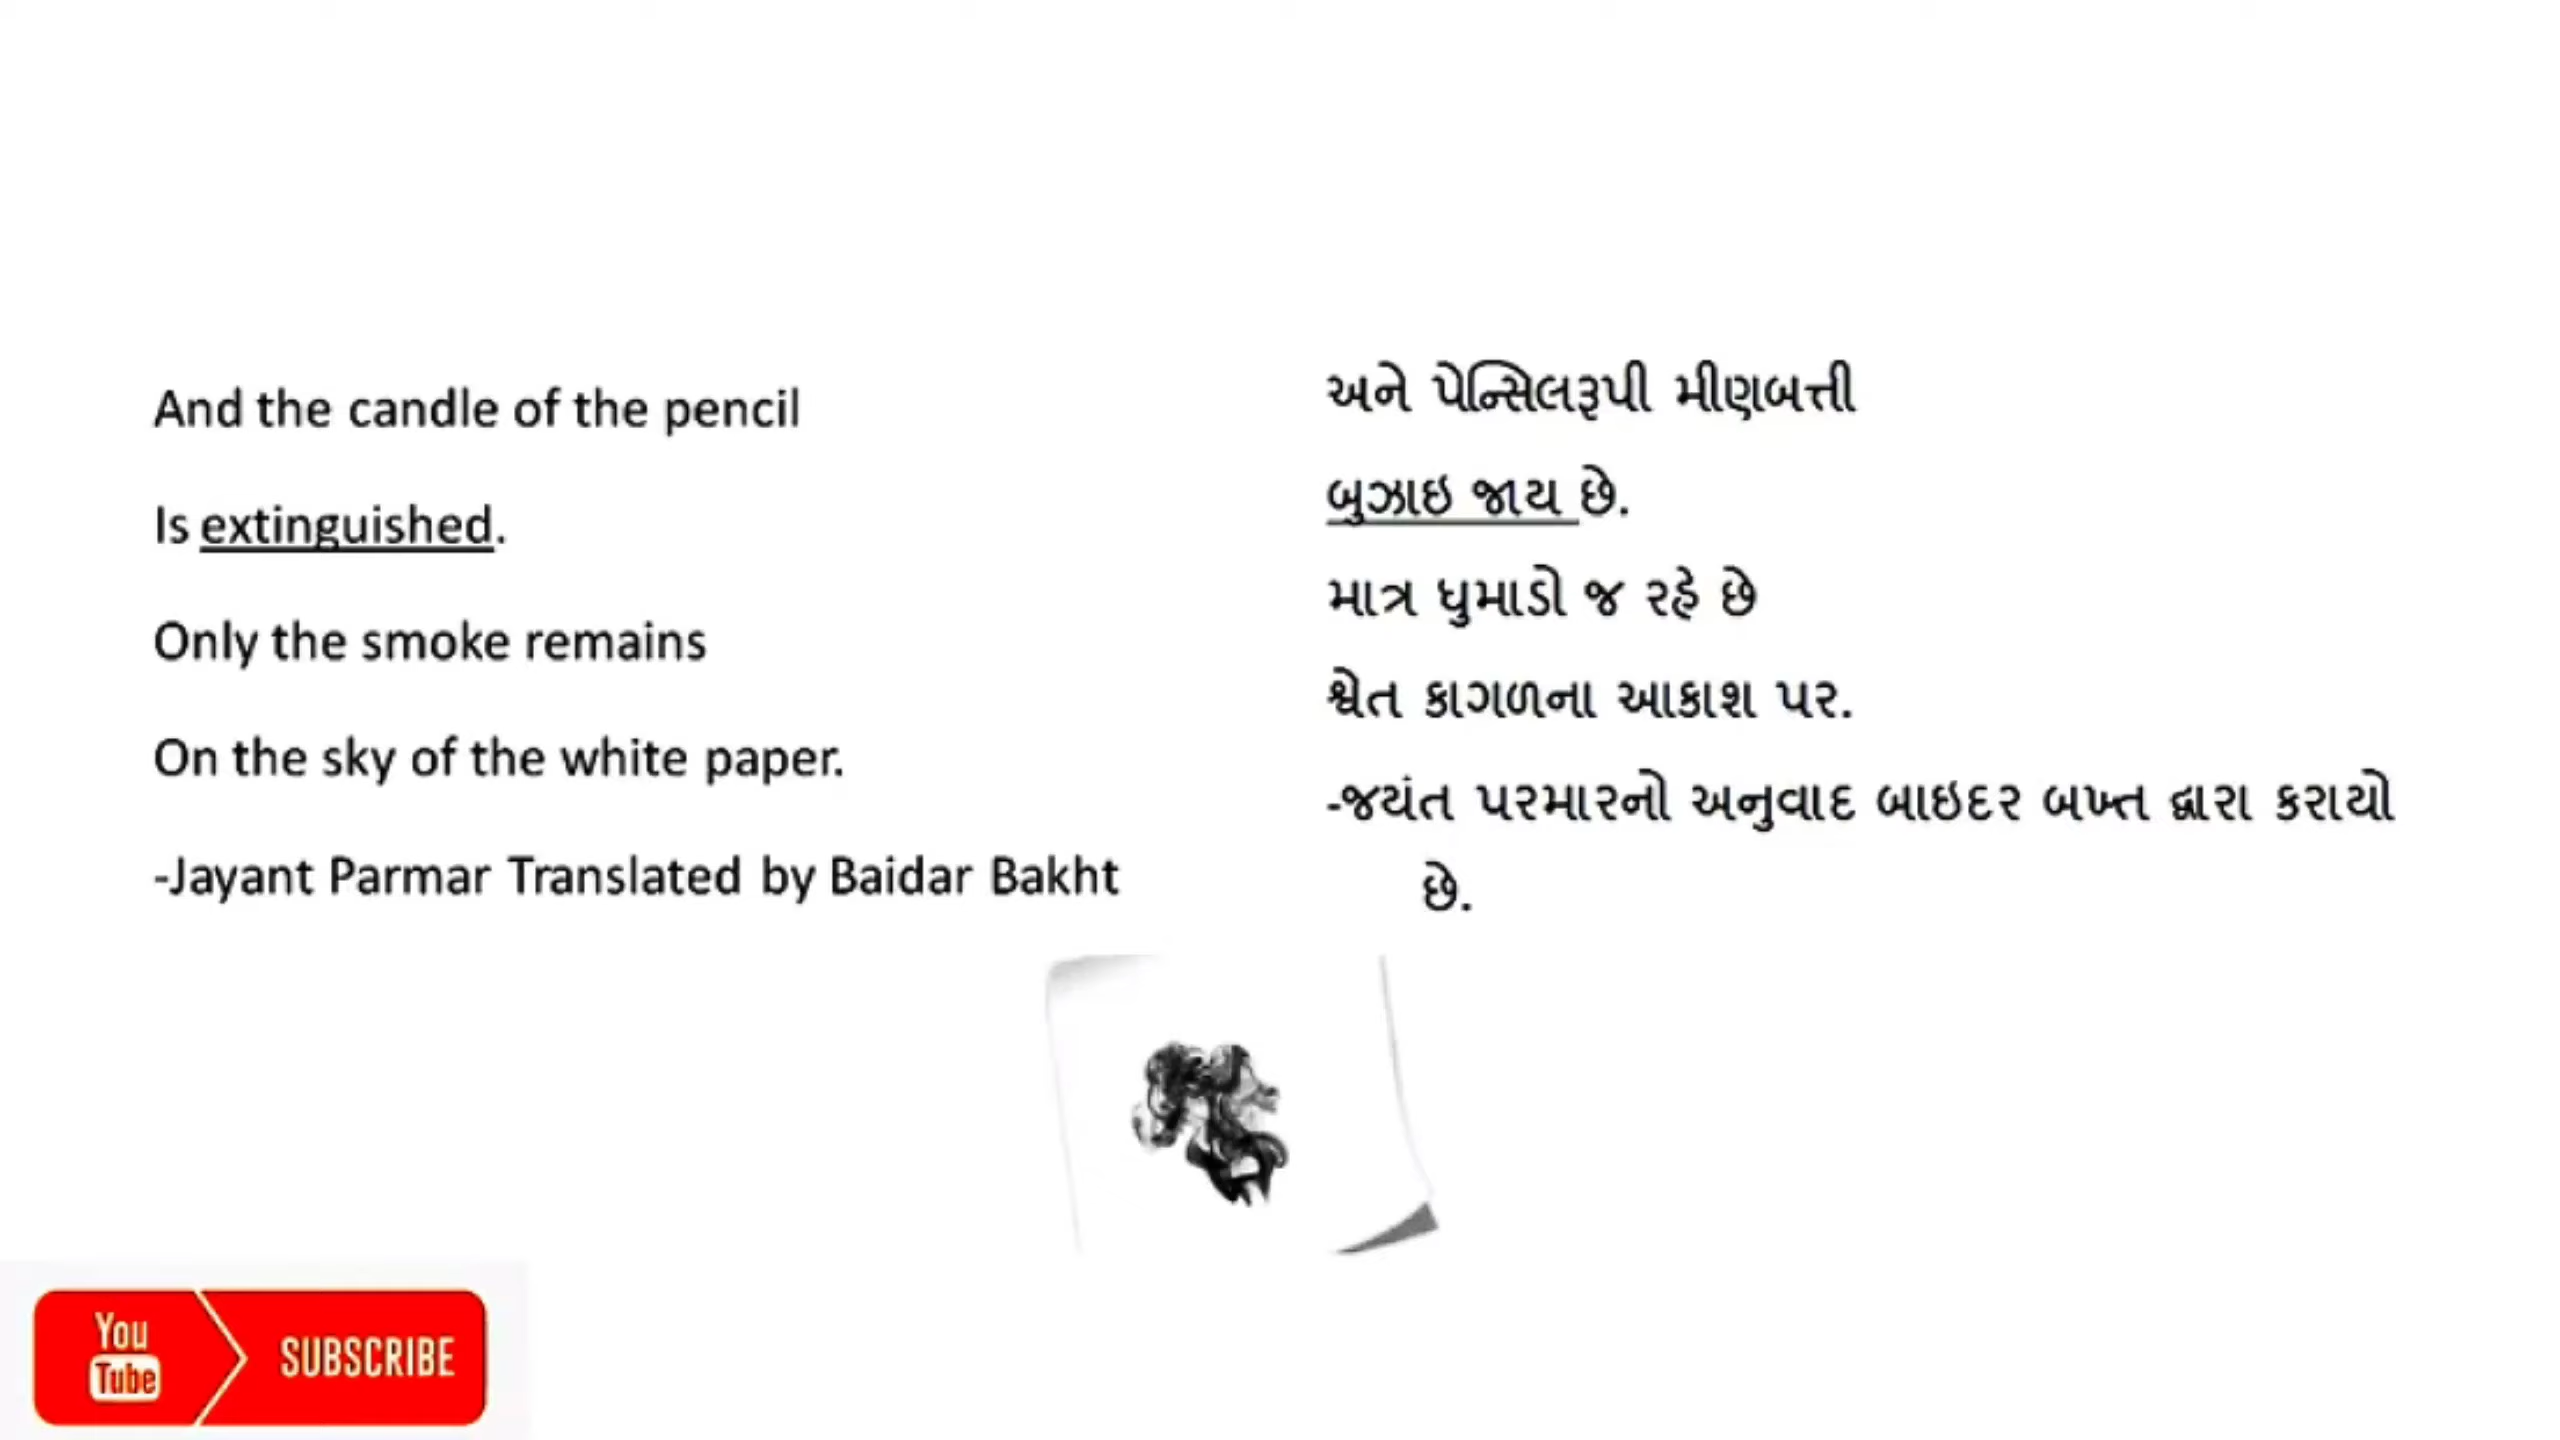 And the candle of the pencil
Is extinguished.
Only the smoke remains
On the sky of the white paper.
-Jayant Parmar Translated by Baidar Bakht
અને પેન્સિલરૂપી મીણબત્તી
બુઝાઇ જાય છે.
માત્ર ધુમાડો જ રહે છે
શ્વેત કાગળના આકાશ પર.
-જયંત પરમારનો અનુવાદ બાઇદર બખ્ત દ્વારા કરાયો
છે.
You
Tube
SUBSCRIBE